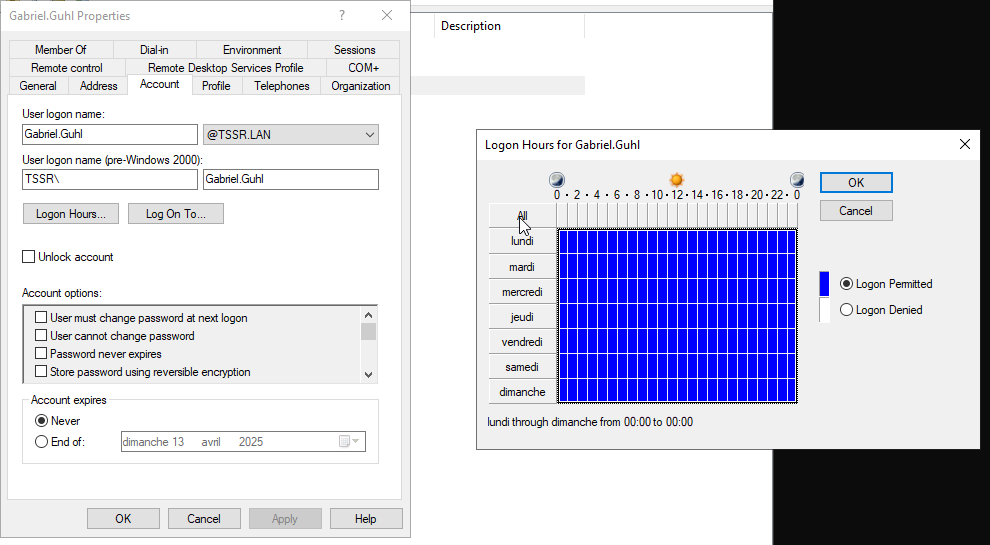 Gabriel.Guhl Properties
?
Member Of Dial-in Environment Sessions
Remote control Remote Desktop Services Profile COM+
General Address Account Profile Telephones Organization
User logon name:
Gabriel.Guhl @TSSR.LAN
User logon name (pre-Windows 2000):
TSSR\ Gabriel.Guhl
Logon Hours... Log On To...
Unlock account
Account options:
User must change password at next logon
User cannot change password
Password never expires
Store password using reversible encryption
Account expires
Never
End of: dimanche 13 avril 2025
OK Cancel Apply Help
Description
Logon Hours for Gabriel.Guhl
0 · 2 · 4 · 6 · 8 · 10 · 12 · 14 · 16 · 18 · 20 · 22 · 0
All
lundi
mardi
mercredi
jeudi
vendredi
samedi
dimanche
OK
Cancel
Logon Permitted
Logon Denied
lundi through dimanche from 00:00 to 00:00